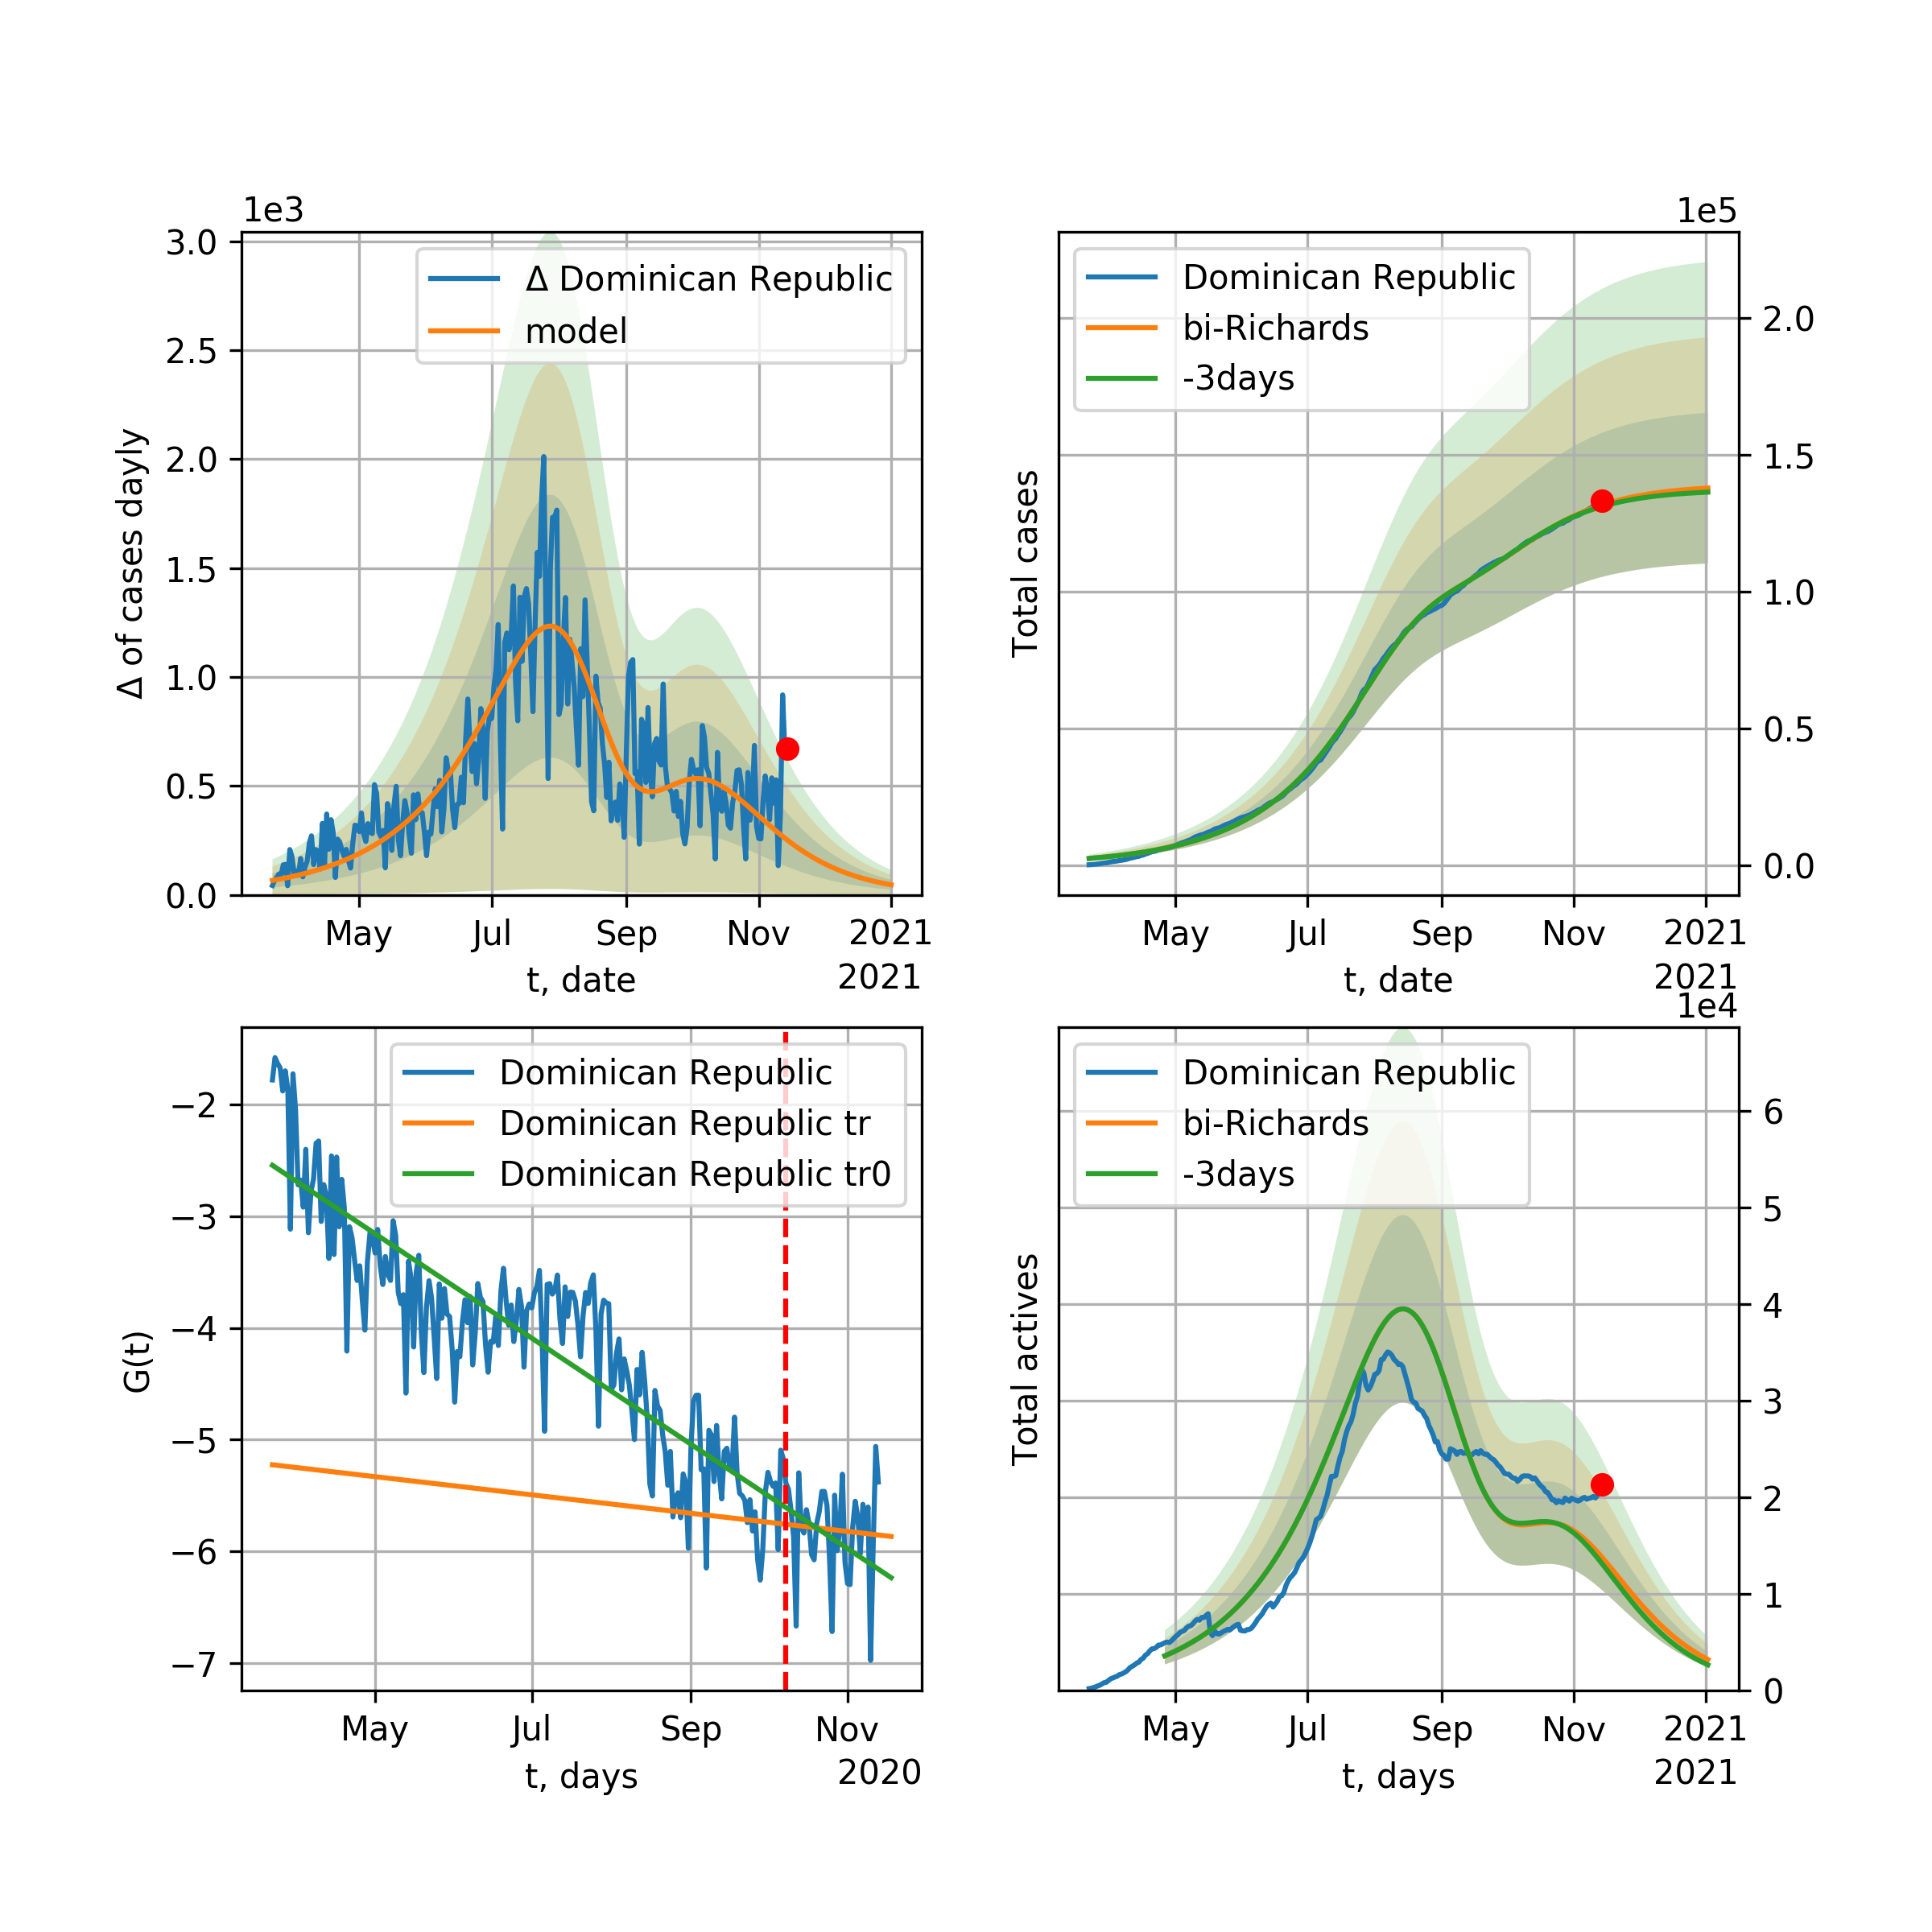 1e3
Δ of cases dayly
3.0
2.5
2.0
1.5
1.0
0.5
0.0
Δ Dominican Republic
model
May Jul Sep Nov 2021
t, date
2021
1e5
Total cases
Dominican Republic
bi-Richards
-3days
2.0
1.5
1.0
0.5
0.0
May Jul Sep Nov 2021
t, date
2021
G(t)
−2
−3
−4
−5
−6
−7
Dominican Republic
Dominican Republic tr
Dominican Republic tr0
May Jul Sep Nov
t, days
2020
1e4
Total actives
Dominican Republic
bi-Richards
-3days
6
5
4
3
2
1
0
May Jul Sep Nov 2021
t, days
2021